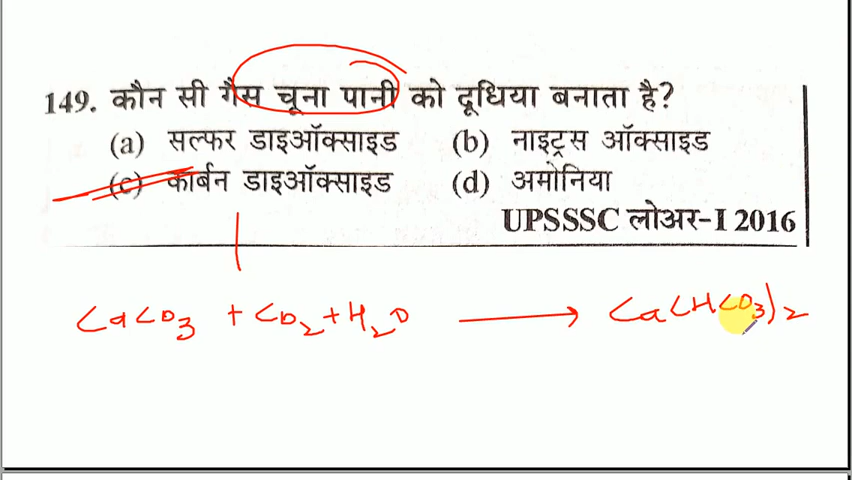 149. कौन सी गैस चूना पानी को दूधिया बनाता है?
(a) सल्फर डाइऑक्साइड (b) नाइट्रस ऑक्साइड
(c) कार्बन डाइऑक्साइड (d) अमोनिया
UPSSSC लोअर-I 2016
CaCO3 + CO2 + H2O ⟶ Ca(HCO3)2